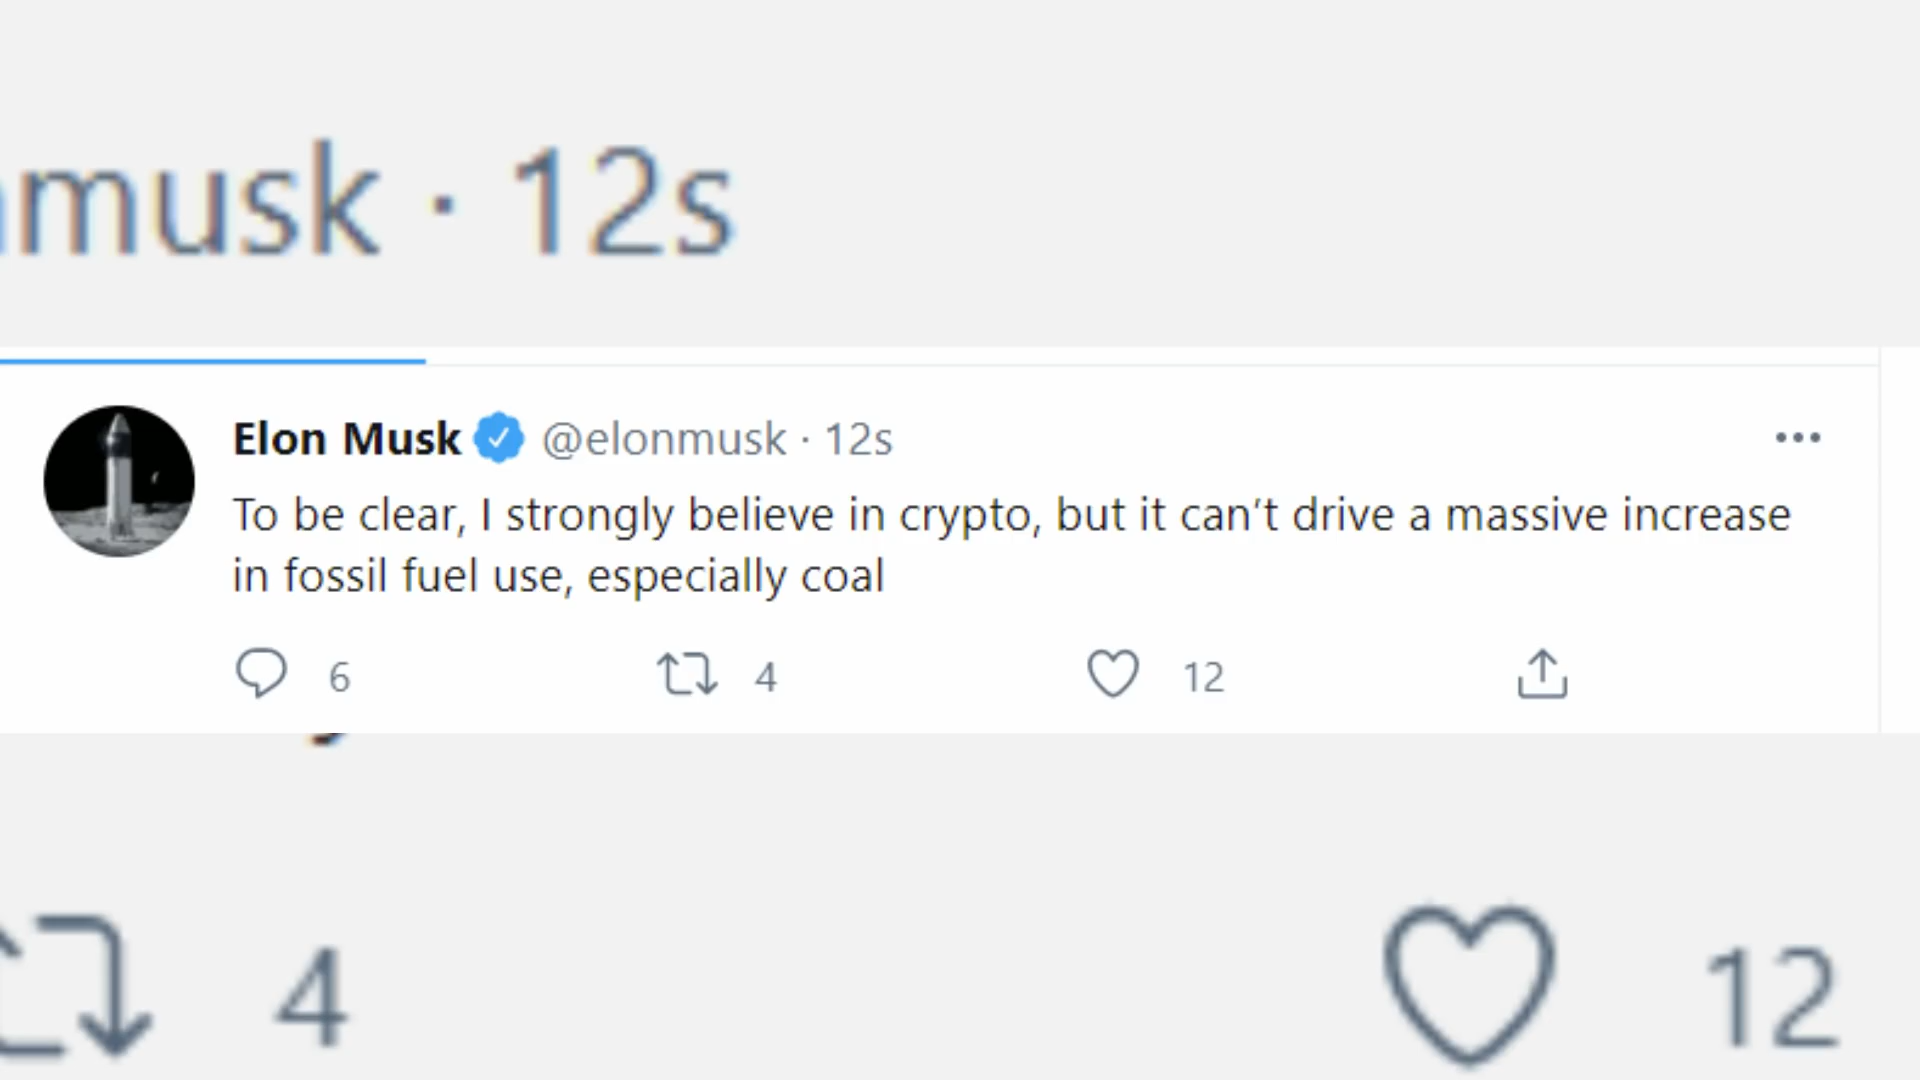 musk · 12s
Elon Musk @elonmusk · 12s
To be clear, I strongly believe in crypto, but it can’t drive a massive increase
in fossil fuel use, especially coal
6 4 12
4 12